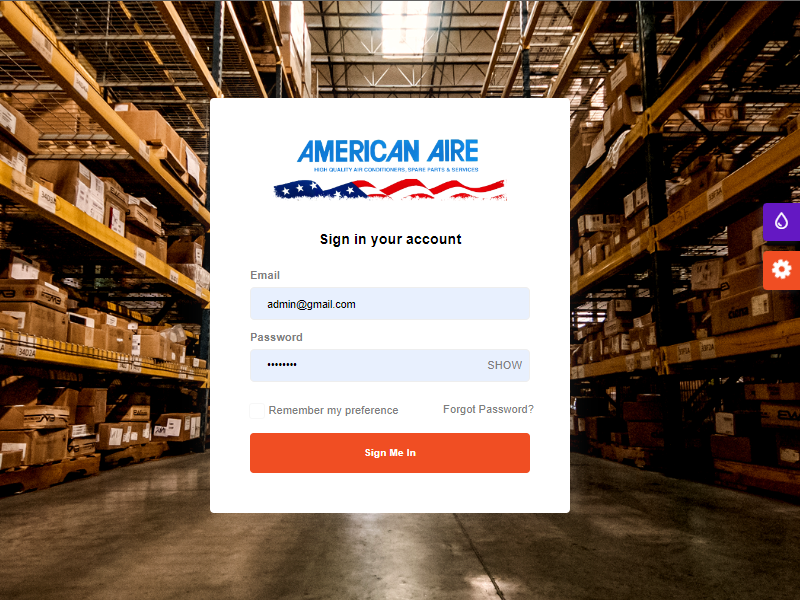 AMERICAN AIRE
HIGH QUALITY AIR CONDITIONERS, SPARE PARTS & SERVICES
Sign in your account
Email
admin@gmail.com
Password
••••••••
SHOW
Remember my preference
Forgot Password?
Sign Me In